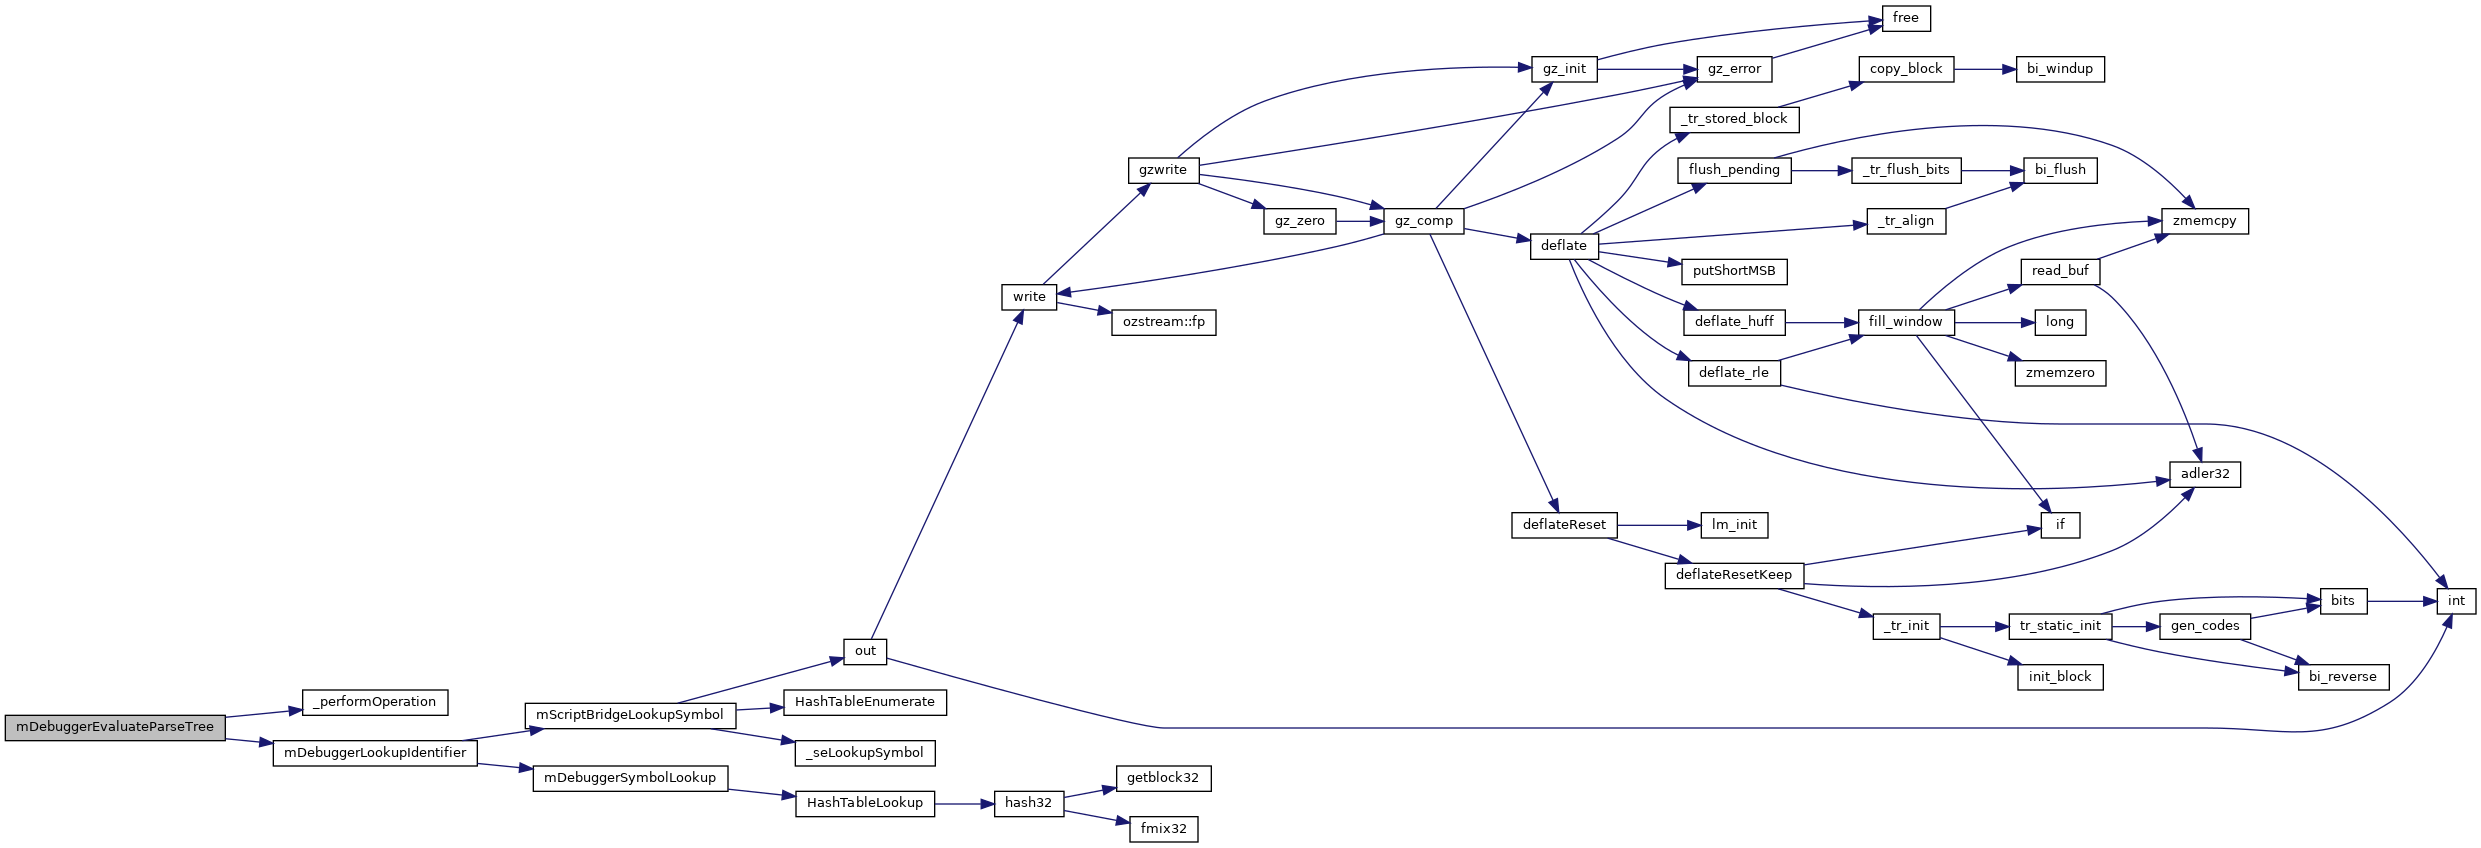 mDebuggerEvaluateParseTree
_performOperation
mDebuggerLookupIdentifier
mScriptBridgeLookupSymbol
mDebuggerSymbolLookup
out
HashTableEnumerate
_seLookupSymbol
HashTableLookup
hash32
getblock32
fmix32
write
ozstream::fp
gzwrite
gz_zero
gz_comp
gz_init
gz_error
free
deflate
_tr_stored_block
copy_block
bi_windup
flush_pending
_tr_flush_bits
bi_flush
_tr_align
zmemcpy
putShortMSB
deflate_huff
deflate_rle
fill_window
read_buf
long
zmemzero
adler32
if
deflateReset
lm_init
deflateResetKeep
_tr_init
tr_static_init
init_block
gen_codes
bits
bi_reverse
int